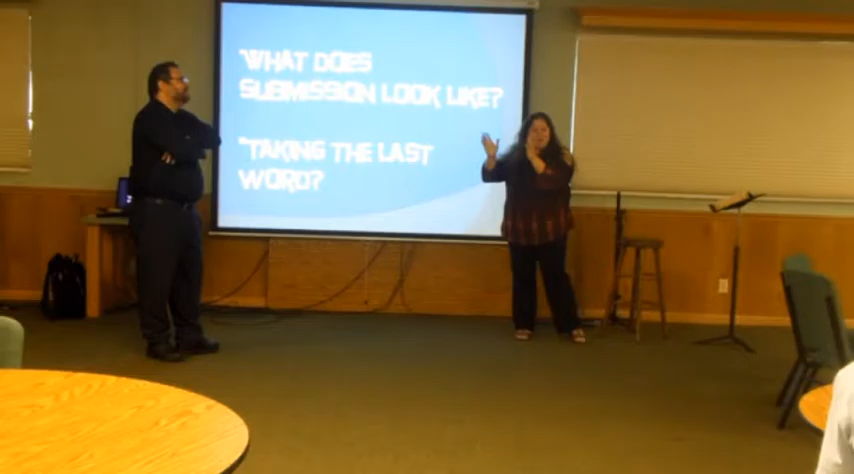 "WHAT DOES
SUBMISSION LOOK LIKE?
"TAKING THE LAST
WORD?